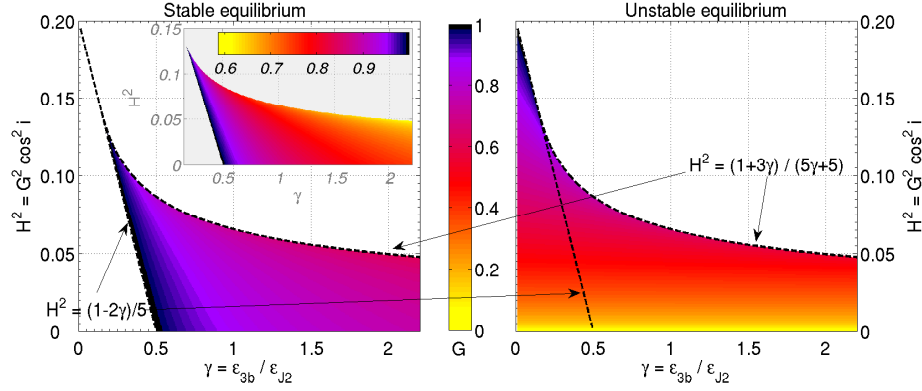 Stable equilibrium
Unstable equilibrium
0.20
0.15
0.10
0.05
0
H² = G² cos² i
0.15
0.1
0.05
0
H²
0.6 0.7 0.8 0.9
0.5 1 1.5 2
γ
H² = (1-2γ)/5
0 0.5 1 1.5 2
γ = ε3b / εJ2
1
0.8
0.6
0.4
0.2
0
G
H² = (1+3γ) / (5γ+5)
0.20
0.15
0.10
0.05
0
H² = G² cos² i
0 0.5 1 1.5 2
γ = ε3b / εJ2